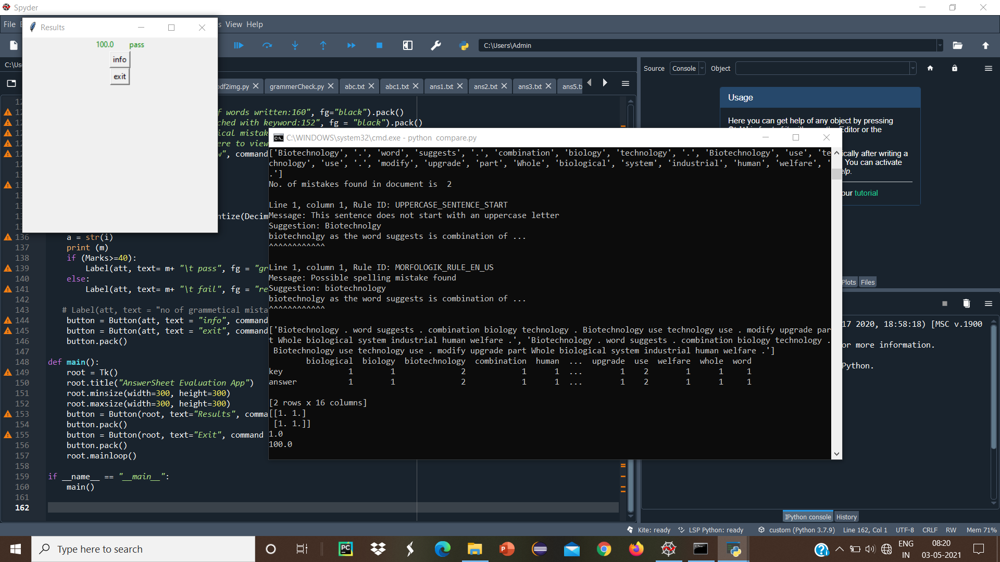 Spyder
File E
s View Help
Results
100.0 pass
info
exit
C:\Users\Admin
C:\Us
df2img.py
grammerCheck.py
abc.txt
abc1.txt
ans1.txt
ans2.txt
ans3.txt
ans5.t
Source Console Object
Usage
Here you can get help of any object by pressing
Editor or the
ically after writing a
You can activate
elp.
our tutorial
Plots Files
f words written:160", fg="black").pack()
ched with keyword:152", fg = "black").pack()
ical mistak
ere to view
w", command
ntize(Decim
136 a = str(i)
137 print (m)
138 if (Marks>=40):
139 Label(att, text= m+ "\t pass", fg = "gr
140 else:
141 Label(att, text= m+ "\t fail", fg = "re
142
143 # Label(att, text = "no of grammetical mista
144 button = Button(att, text = "info", command
145 button = Button(att, text = "exit", command
146 button.pack()
147
148 def main():
149 root = Tk()
150 root.title("AnswerSheet Evaluation App")
151 root.minsize(width=300, height=300)
152 root.maxsize(width=300, height=300)
153 button = Button(root, text="Results", comma
154 button.pack()
155 button = Button(root, text="Exit", command
156 button.pack()
157 root.mainloop()
158
159 if __name__ == "__main__":
160 main()
161
162
C:\WINDOWS\system32\cmd.exe - python compare.py
['Biotechnology', '.', 'word', 'suggests', '.', 'combination', 'biology', 'technology', '.', 'Biotechnology', 'use', 'te
chnology', 'use', '.', 'modify', 'upgrade', 'part', 'Whole', 'biological', 'system', 'industrial', 'human', 'welfare', '
.']
No. of mistakes found in document is 2
Line 1, column 1, Rule ID: UPPERCASE_SENTENCE_START
Message: This sentence does not start with an uppercase letter
Suggestion: Biotechnolgy
biotechnolgy as the word suggests is combination of ...
^^^^^^^^^^^^
Line 1, column 1, Rule ID: MORFOLOGIK_RULE_EN_US
Message: Possible spelling mistake found
Suggestion: biotechnology
biotechnolgy as the word suggests is combination of ...
^^^^^^^^^^^^
['Biotechnology . word suggests . combination biology technology . Biotechnology use technology use . modify upgrade par
t Whole biological system industrial human welfare .', 'Biotechnology . word suggests . combination biology technology .
Biotechnology use technology use . modify upgrade part Whole biological system industrial human welfare .']
biological biology biotechnology combination human ... upgrade use welfare whole word
key 1 1 2 1 1 ... 1 2 1 1 1
answer 1 1 2 1 1 ... 1 2 1 1 1
[2 rows x 16 columns]
[[1. 1.]
[1. 1.]]
1.0
100.0
17 2020, 18:58:18) [MSC v.1900
or more information.
Python.
IPython console History
Kite: ready LSP Python: ready custom (Python 3.7.9) Line 162, Col 1 UTF-8 CRLF RW Mem 71%
Type here to search
ENG
IN
08:20
03-05-2021